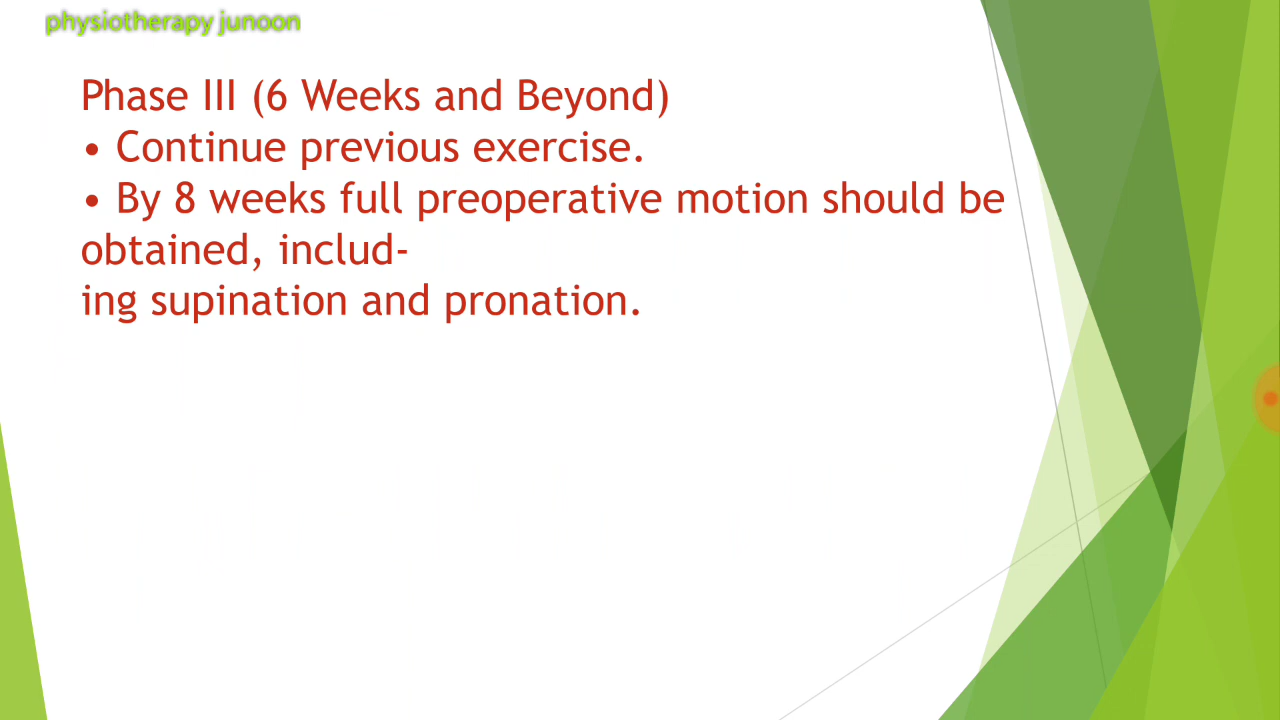 physiotherapy junoon
Phase III (6 Weeks and Beyond)
• Continue previous exercise.
• By 8 weeks full preoperative motion should be
obtained, includ-
ing supination and pronation.